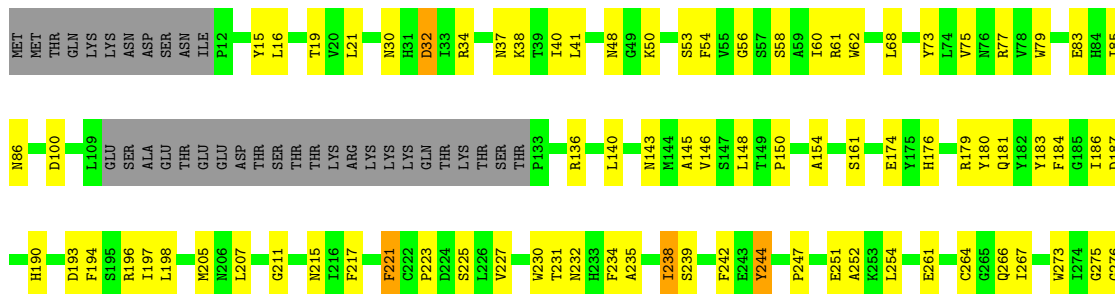 MET MET THR GLN LYS LYS ASN ASP SER ASN ILE P12 Y15 L16 T19 V20 L21 N30 H31 D32 I33 R34 N37 K38 T39 I40 L41 N48 G49 K50 S53 F54 V55 G56 S57 S58 A59 I60 R61 W62 L68 Y73 L74 V75 N76 R77 V78 W79 E83 H84 I85
N86 D100 L109 GLU SER ALA GLU THR GLU GLU ASP THR SER THR THR LYS ARG LYS LYS LYS GLN THR LYS THR SER THR P133 R136 L140 N143 M144 A145 V146 S147 L148 T149 P150 A154 S161 E174 Y175 H176 R179 Y180 Q181 Y182 Y183 F184 G185 I186
H190 D193 F194 S195 R196 I197 L198 M205 N206 L207 G211 N215 I216 F217 F221 C222 P223 D224 S225 L226 V227 W230 T231 N232 H233 F234 A235 I238 S239 F242 E243 Y244 P247 E251 A252 K253 L254 E261 C264 G265 Q266 I267 W273 I274 G275